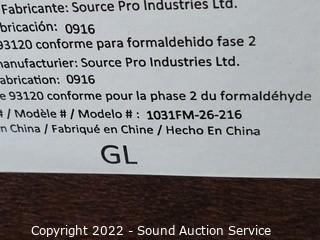 Fabricante: Source Pro Industries Ltd.
bricación: 0916
93120 conforme para formaldehido fase 2
anufacturier: Source Pro Industries Ltd.
abrication: 0916
e 93120 conforme pour la phase 2 du formaldéhyde
# / Modèle # / Modelo # : 1031FM-26-216
n China / Fabriqué en Chine / Hecho En China
GL
Copyright 2022 - Sound Auction Service